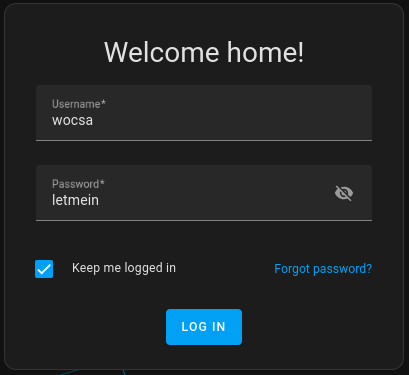 Welcome home!
Username*
wocsa
Password*
letmein
Keep me logged in
Forgot password?
LOG IN